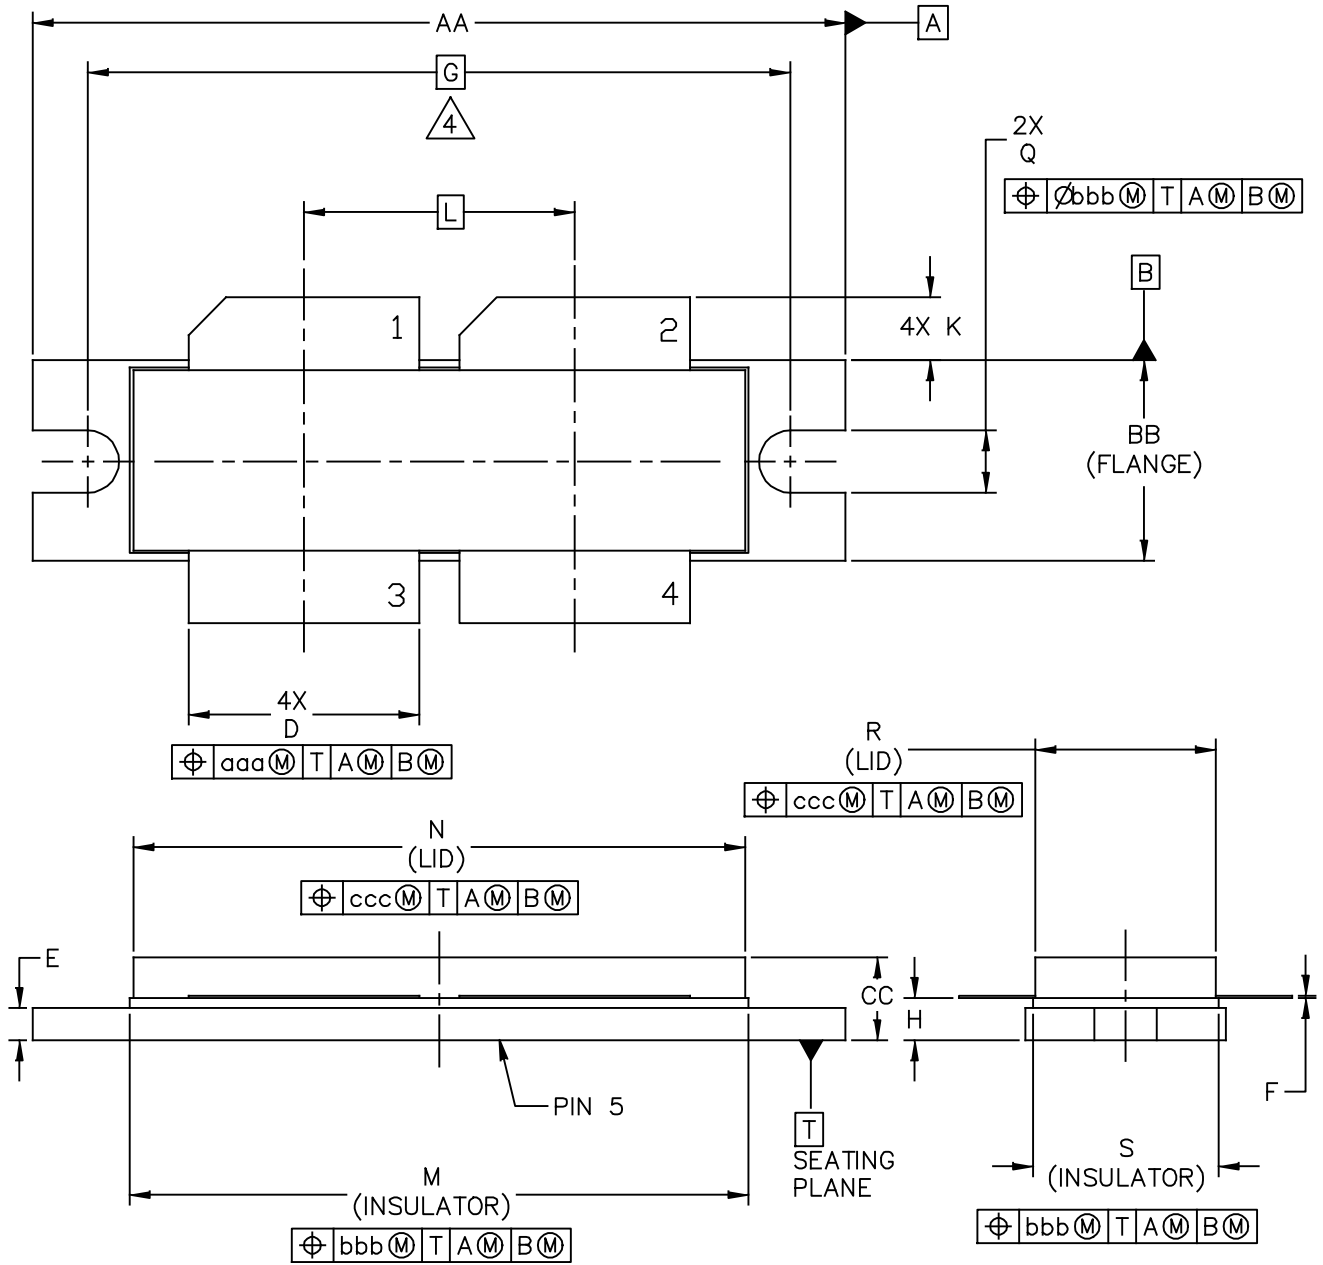 AA
A
G
4
2X
Q
⌖ Øbbb Ⓜ T A Ⓜ B Ⓜ
L
B
1
2
4X K
BB
(FLANGE)
3
4
4X
D
⌖ aaa Ⓜ T A Ⓜ B Ⓜ
R
(LID)
⌖ ccc Ⓜ T A Ⓜ B Ⓜ
N
(LID)
⌖ ccc Ⓜ T A Ⓜ B Ⓜ
E
CC
H
F
PIN 5
T
SEATING
PLANE
M
(INSULATOR)
⌖ bbb Ⓜ T A Ⓜ B Ⓜ
S
(INSULATOR)
⌖ bbb Ⓜ T A Ⓜ B Ⓜ